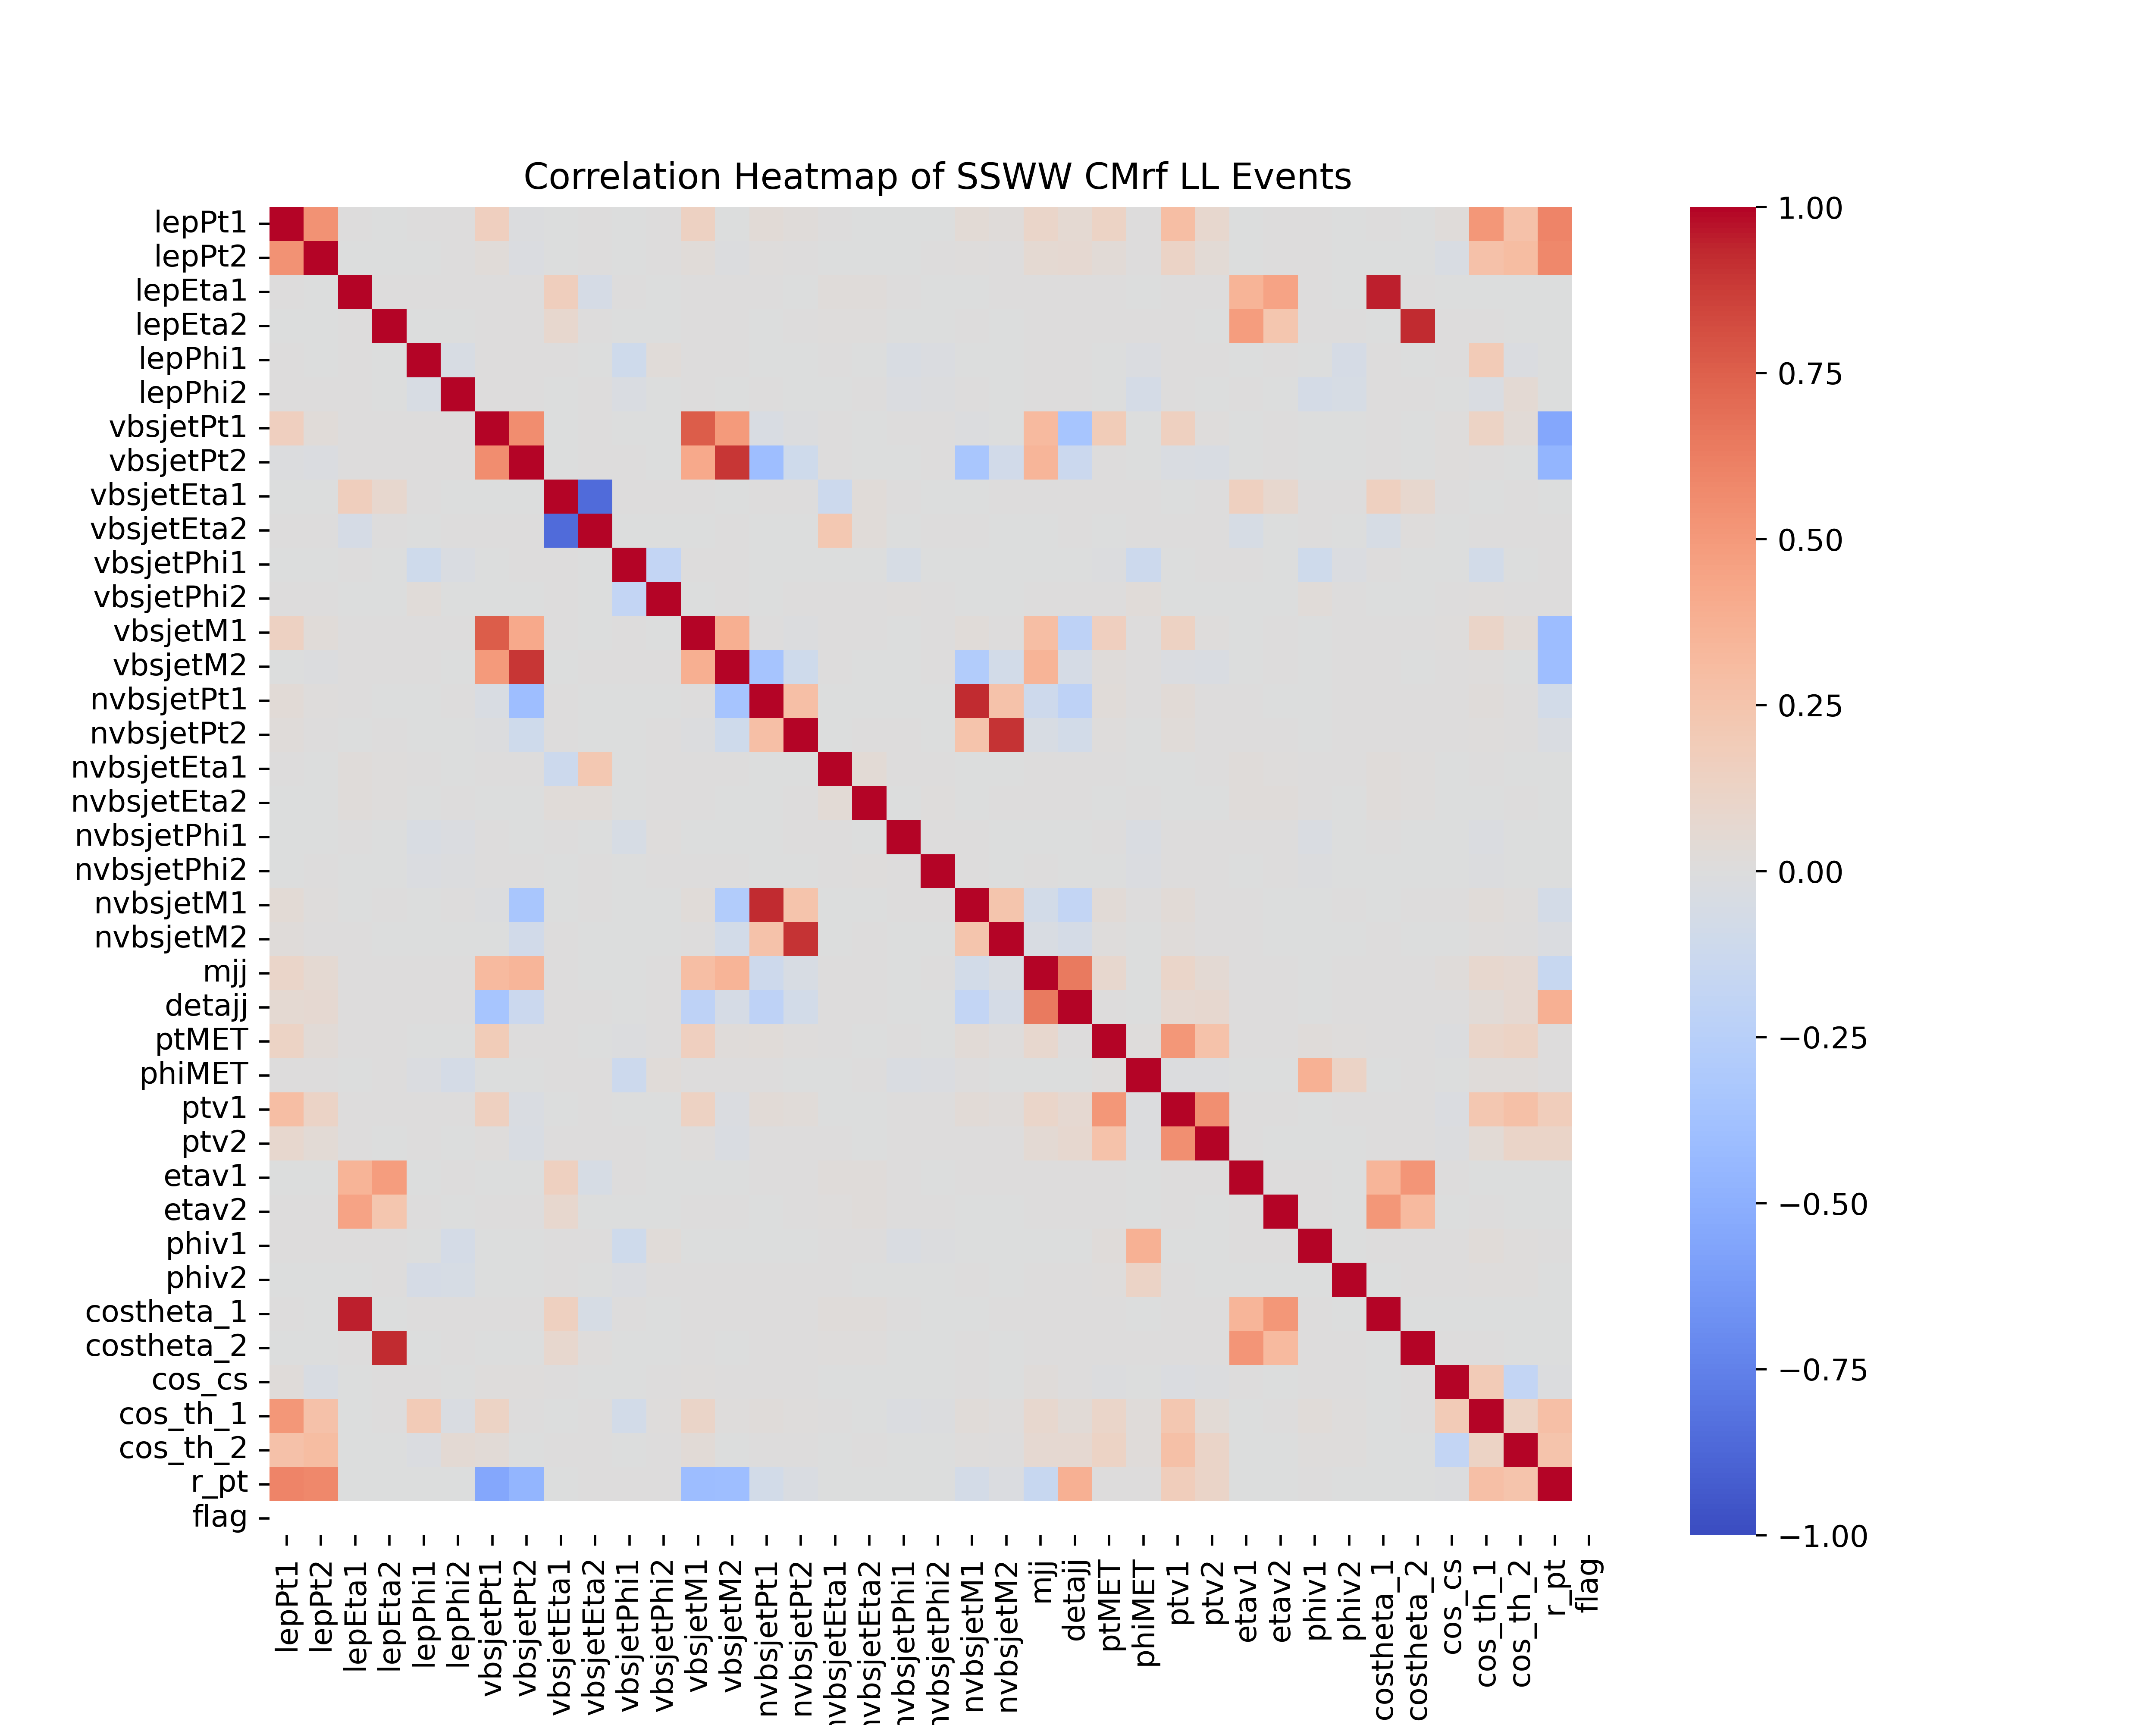 Correlation Heatmap of SSWW CMrf LL Events
lepPt1
lepPt2
lepEta1
lepEta2
lepPhi1
lepPhi2
vbsjetPt1
vbsjetPt2
vbsjetEta1
vbsjetEta2
vbsjetPhi1
vbsjetPhi2
vbsjetM1
vbsjetM2
nvbsjetPt1
nvbsjetPt2
nvbsjetEta1
nvbsjetEta2
nvbsjetPhi1
nvbsjetPhi2
nvbsjetM1
nvbsjetM2
mjj
detajj
ptMET
phiMET
ptv1
ptv2
etav1
etav2
phiv1
phiv2
costheta_1
costheta_2
cos_cs
cos_th_1
cos_th_2
r_pt
flag
lepPt1
lepPt2
lepEta1
lepEta2
lepPhi1
lepPhi2
vbsjetPt1
vbsjetPt2
vbsjetEta1
vbsjetEta2
vbsjetPhi1
vbsjetPhi2
vbsjetM1
vbsjetM2
nvbsjetPt1
nvbsjetPt2
nvbsjetEta1
nvbsjetEta2
nvbsjetPhi1
nvbsjetPhi2
nvbsjetM1
nvbsjetM2
mjj
detajj
ptMET
phiMET
ptv1
ptv2
etav1
etav2
phiv1
phiv2
costheta_1
costheta_2
cos_cs
cos_th_1
cos_th_2
r_pt
flag
1.00
0.75
0.50
0.25
0.00
−0.25
−0.50
−0.75
−1.00